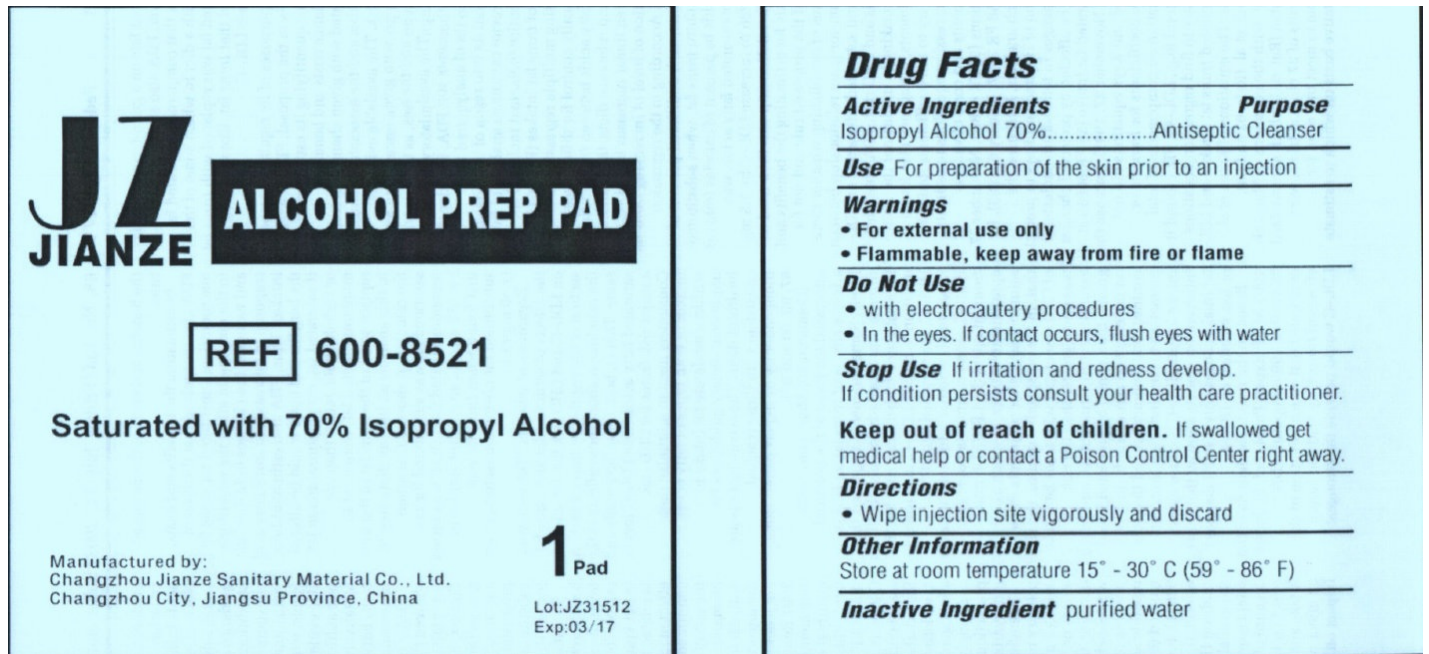 JZ
JIANZE
ALCOHOL PREP PAD
REF 600-8521
Saturated with 70% Isopropyl Alcohol
1 Pad
Manufactured by:
Changzhou Jianze Sanitary Material Co., Ltd.
Changzhou City, Jiangsu Province, China
Lot:JZ31512
Exp:03/17
Drug Facts
Active Ingredients Purpose
Isopropyl Alcohol 70%...................Antiseptic Cleanser
Use For preparation of the skin prior to an injection
Warnings
• For external use only
• Flammable, keep away from fire or flame
Do Not Use
• with electrocautery procedures
• In the eyes. If contact occurs, flush eyes with water
Stop Use If irritation and redness develop.
If condition persists consult your health care practitioner.
Keep out of reach of children. If swallowed get
medical help or contact a Poison Control Center right away.
Directions
• Wipe injection site vigorously and discard
Other Information
Store at room temperature 15° - 30° C (59° - 86° F)
Inactive Ingredient purified water